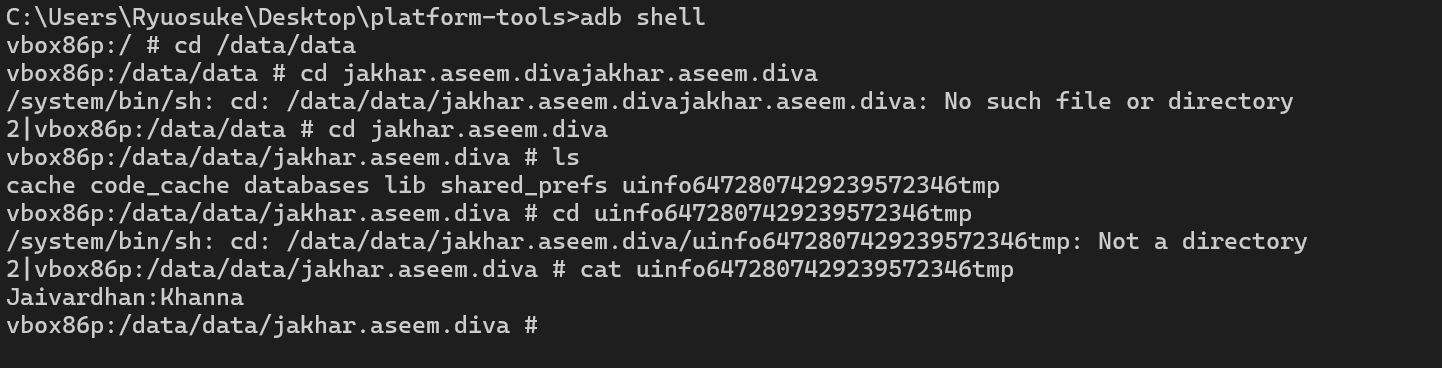 C:\Users\Ryuosuke\Desktop\platform-tools>adb shell
vbox86p:/ # cd /data/data
vbox86p:/data/data # cd jakhar.aseem.divajakhar.aseem.diva
/system/bin/sh: cd: /data/data/jakhar.aseem.divajakhar.aseem.diva: No such file or directory
2|vbox86p:/data/data # cd jakhar.aseem.diva
vbox86p:/data/data/jakhar.aseem.diva # ls
cache code_cache databases lib shared_prefs uinfo6472807429239572346tmp
vbox86p:/data/data/jakhar.aseem.diva # cd uinfo6472807429239572346tmp
/system/bin/sh: cd: /data/data/jakhar.aseem.diva/uinfo6472807429239572346tmp: Not a directory
2|vbox86p:/data/data/jakhar.aseem.diva # cat uinfo6472807429239572346tmp
Jaivardhan:Khanna
vbox86p:/data/data/jakhar.aseem.diva #